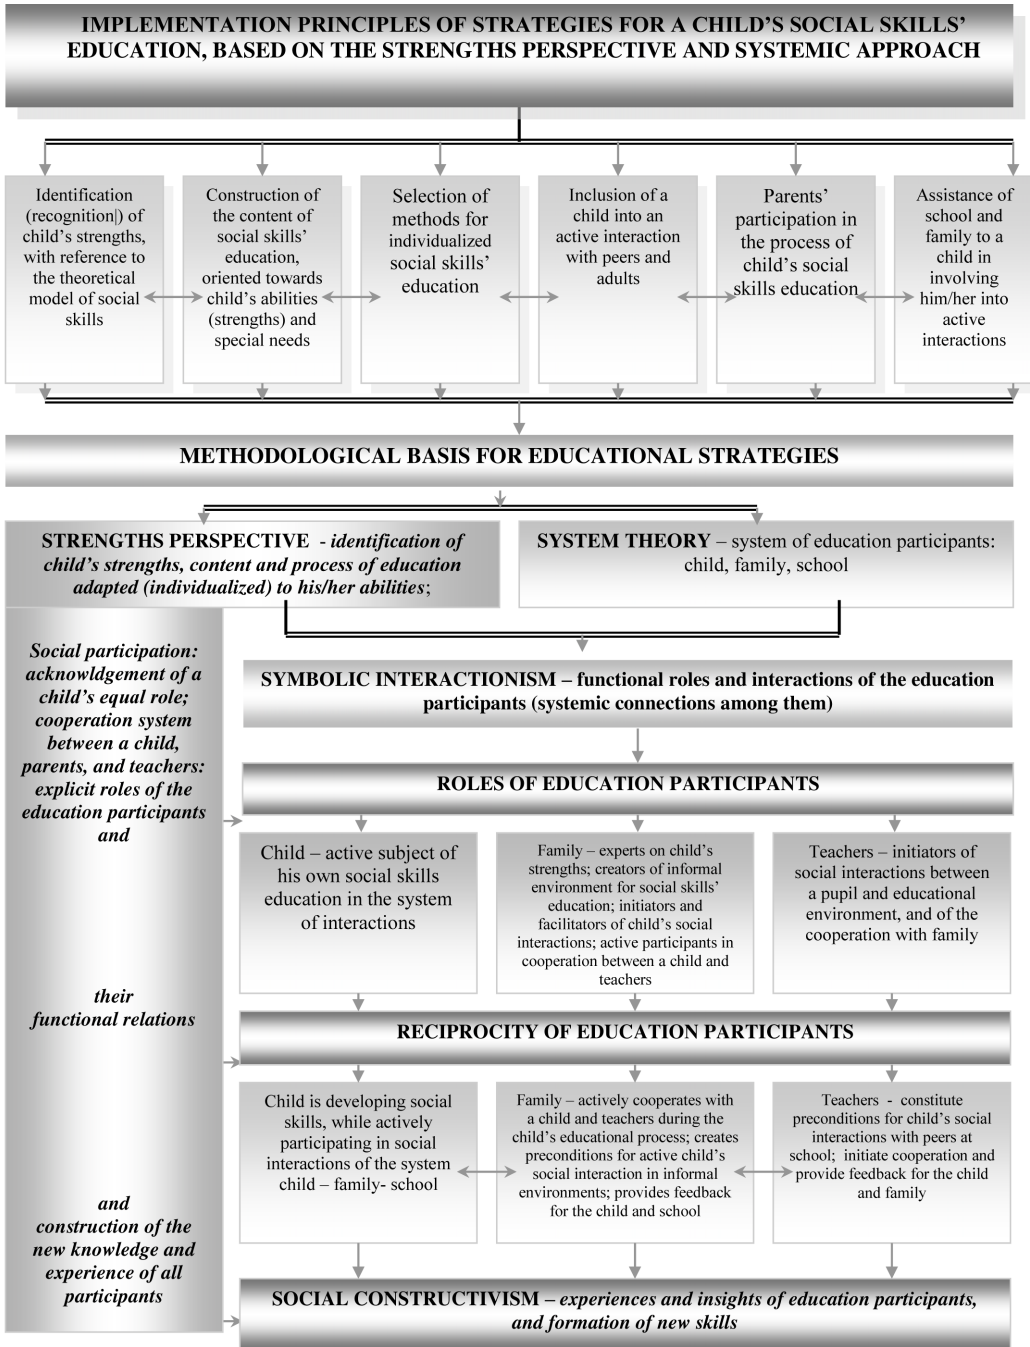 IMPLEMENTATION PRINCIPLES OF STRATEGIES FOR A CHILD’S SOCIAL SKILLS’
EDUCATION, BASED ON THE STRENGTHS PERSPECTIVE AND SYSTEMIC APPROACH
Identification
(recognition|) of
child’s strengths,
with reference to
the theoretical
model of social
skills
Construction of
the content of
social skills’
education,
oriented towards
child’s abilities
(strengths) and
special needs
Selection of
methods for
individualized
social skills’
education
Inclusion of a
child into an
active interaction
with peers and
adults
Parents’
participation in
the process of
child’s social
skills education
Assistance of
school and
family to a
child in
involving
him/her into
active
interactions
METHODOLOGICAL BASIS FOR EDUCATIONAL STRATEGIES
STRENGTHS PERSPECTIVE - identification of
child’s strengths, content and process of education
adapted (individualized) to his/her abilities;
SYSTEM THEORY – system of education participants:
child, family, school
Social participation:
acknowldgement of a
child’s equal role;
cooperation system
between a child,
parents, and teachers:
explicit roles of the
education participants
and
their
functional relations
and
construction of the
new knowledge and
experience of all
participants
SYMBOLIC INTERACTIONISM – functional roles and interactions of the education
participants (systemic connections among them)
ROLES OF EDUCATION PARTICIPANTS
Child – active subject of
his own social skills
education in the system
of interactions
Family – experts on child’s
strengths; creators of informal
environment for social skills’
education; initiators and
facilitators of child’s social
interactions; active participants in
cooperation between a child and
teachers
Teachers – initiators of
social interactions between
a pupil and educational
environment, and of the
cooperation with family
RECIPROCITY OF EDUCATION PARTICIPANTS
Child is developing social
skills, while actively
participating in social
interactions of the system
child – family- school
Family – actively cooperates with
a child and teachers during the
child’s educational process; creates
preconditions for active child’s
social interaction in informal
environments; provides feedback
for the child and school
Teachers - constitute
preconditions for child’s social
interactions with peers at
school; initiate cooperation and
provide feedback for the child
and family
SOCIAL CONSTRUCTIVISM – experiences and insights of education participants,
and formation of new skills